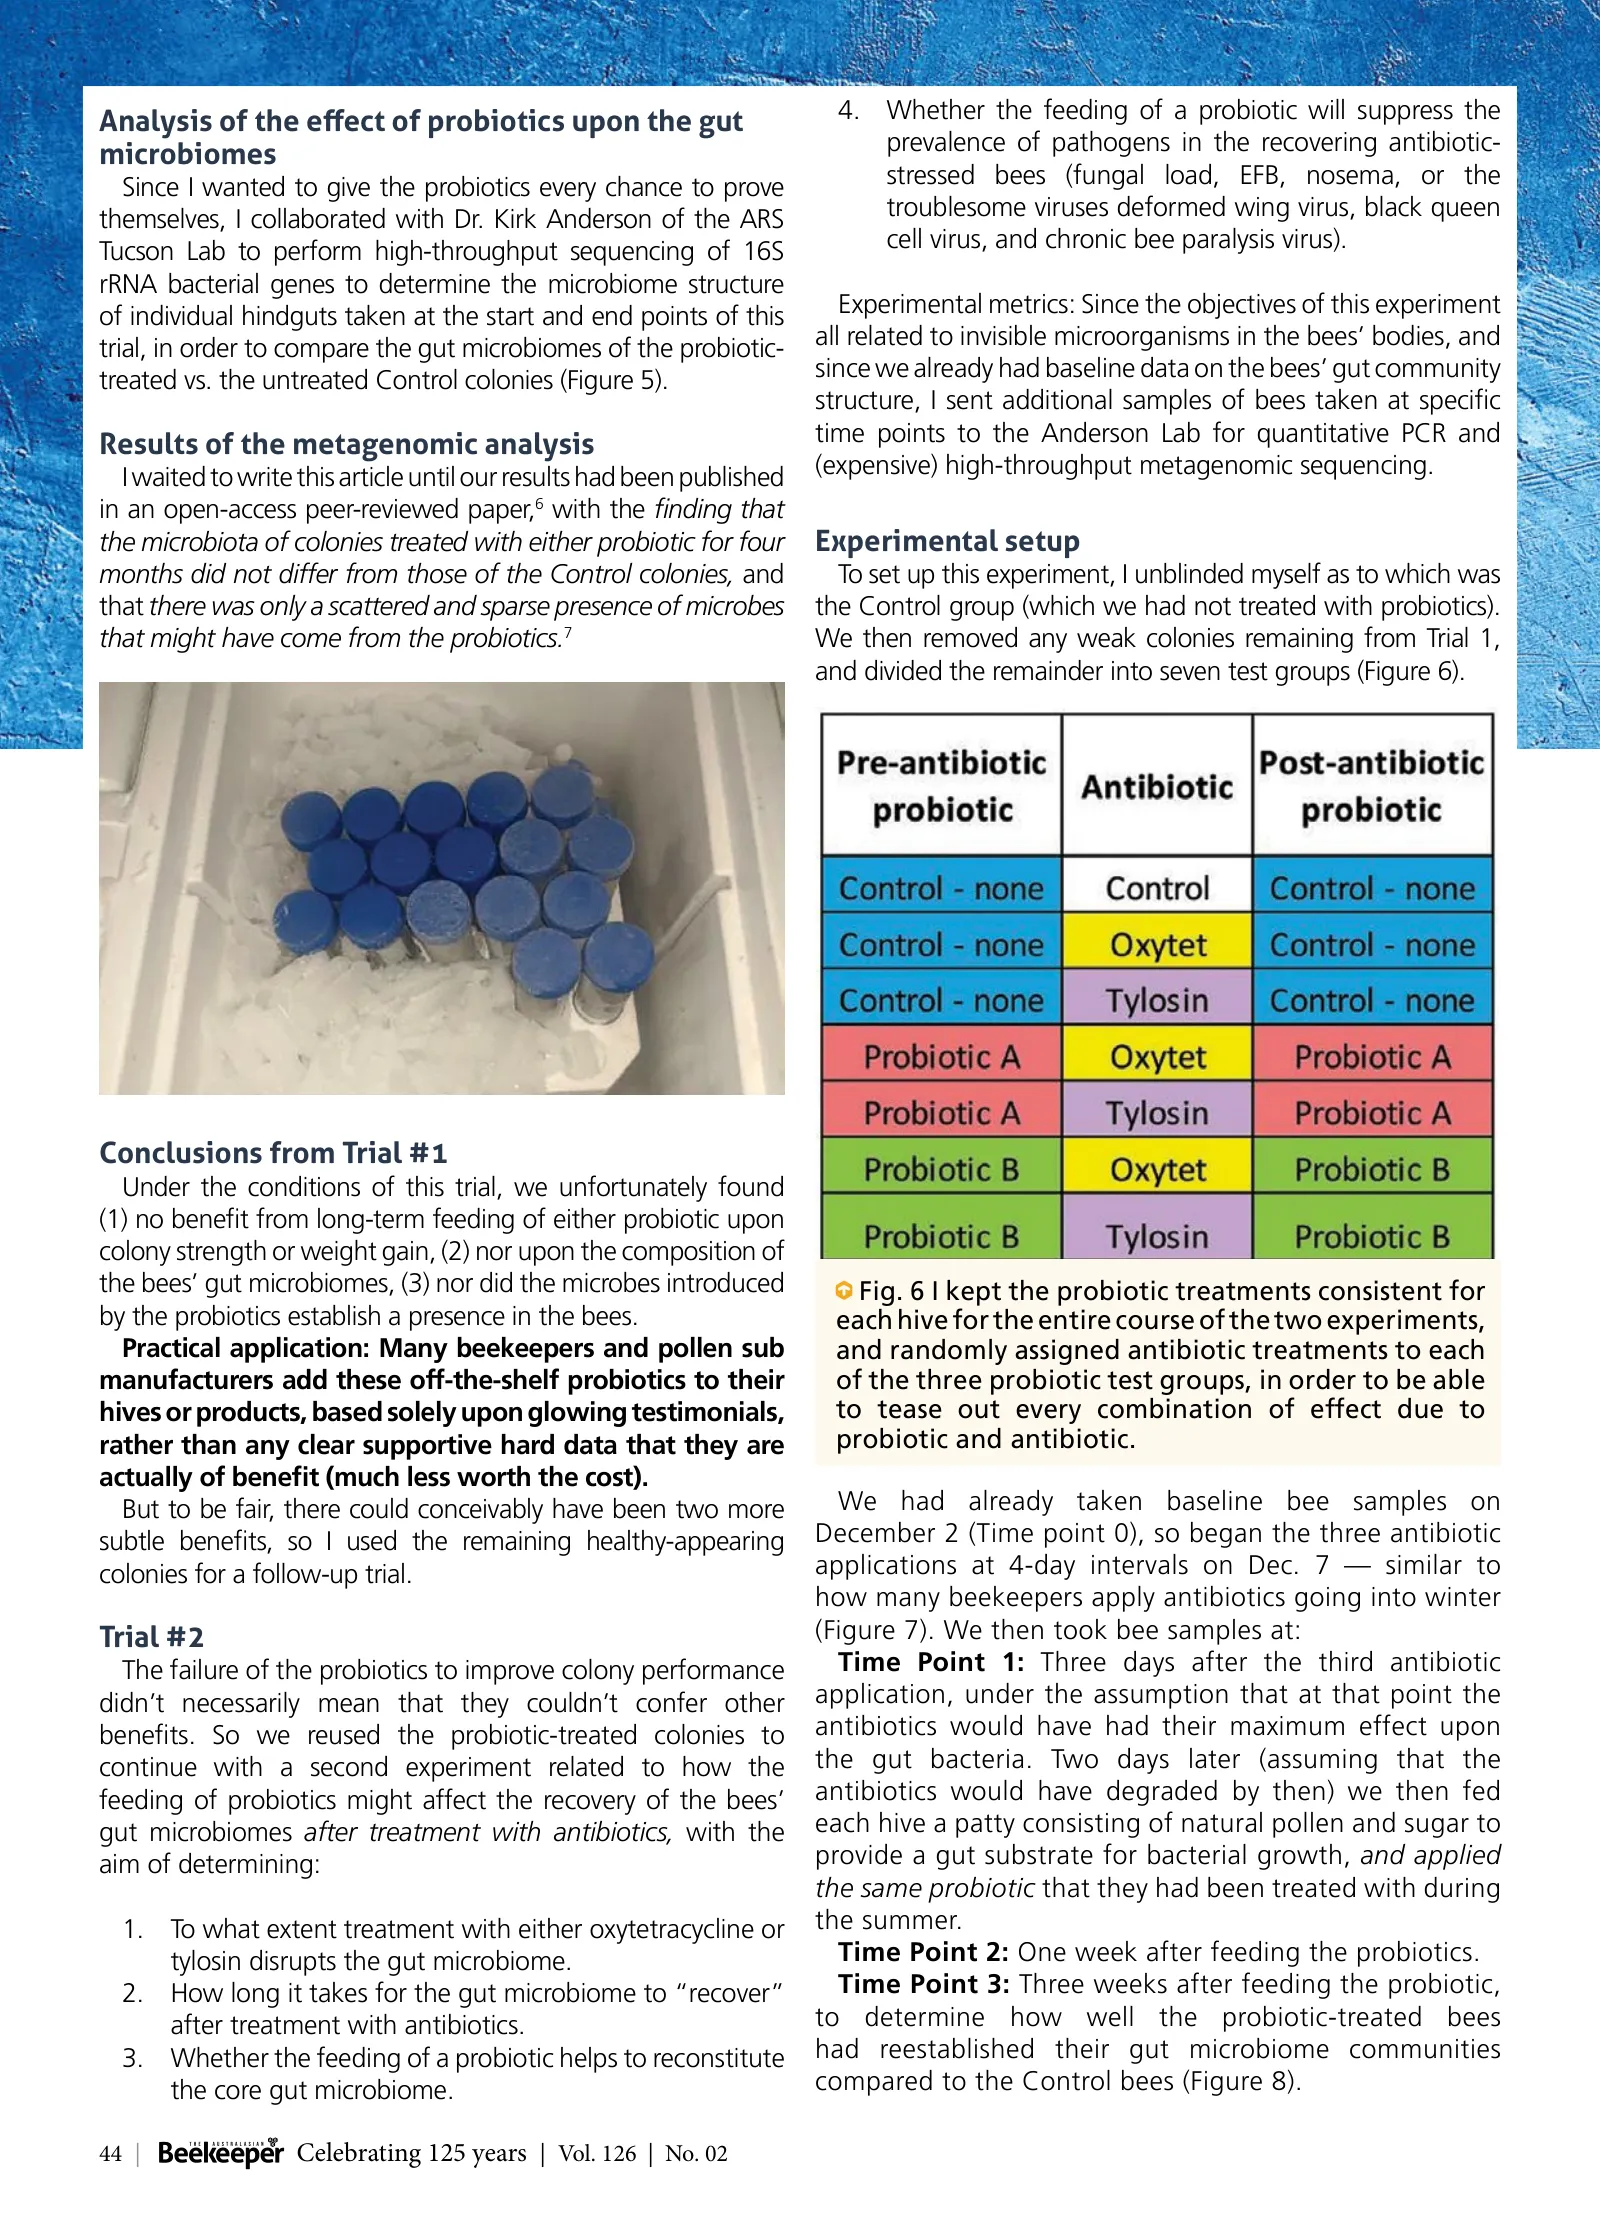 Analysis of the effect of probiotics upon the gut
microbiomes
Since I wanted to give the probiotics every chance to prove
themselves, I collaborated with Dr. Kirk Anderson of the ARS
Tucson Lab to perform high-throughput sequencing of 16S
rRNA bacterial genes to determine the microbiome structure
of individual hindguts taken at the start and end points of this
trial, in order to compare the gut microbiomes of the probiotic-
treated vs. the untreated Control colonies (Figure 5).
Results of the metagenomic analysis
I waited to write this article until our results had been published
in an open-access peer-reviewed paper,⁶ with the finding that
the microbiota of colonies treated with either probiotic for four
months did not differ from those of the Control colonies, and
that there was only a scattered and sparse presence of microbes
that might have come from the probiotics.⁷
Conclusions from Trial #1
Under the conditions of this trial, we unfortunately found
(1) no benefit from long-term feeding of either probiotic upon
colony strength or weight gain, (2) nor upon the composition of
the bees’ gut microbiomes, (3) nor did the microbes introduced
by the probiotics establish a presence in the bees.
Practical application: Many beekeepers and pollen sub
manufacturers add these off-the-shelf probiotics to their
hives or products, based solely upon glowing testimonials,
rather than any clear supportive hard data that they are
actually of benefit (much less worth the cost).
But to be fair, there could conceivably have been two more
subtle benefits, so I used the remaining healthy-appearing
colonies for a follow-up trial.
Trial #2
The failure of the probiotics to improve colony performance
didn’t necessarily mean that they couldn’t confer other
benefits. So we reused the probiotic-treated colonies to
continue with a second experiment related to how the
feeding of probiotics might affect the recovery of the bees’
gut microbiomes after treatment with antibiotics, with the
aim of determining:
1. To what extent treatment with either oxytetracycline or
tylosin disrupts the gut microbiome.
2. How long it takes for the gut microbiome to “recover”
after treatment with antibiotics.
3. Whether the feeding of a probiotic helps to reconstitute
the core gut microbiome.
4. Whether the feeding of a probiotic will suppress the
prevalence of pathogens in the recovering antibiotic-
stressed bees (fungal load, EFB, nosema, or the
troublesome viruses deformed wing virus, black queen
cell virus, and chronic bee paralysis virus).
Experimental metrics: Since the objectives of this experiment
all related to invisible microorganisms in the bees’ bodies, and
since we already had baseline data on the bees’ gut community
structure, I sent additional samples of bees taken at specific
time points to the Anderson Lab for quantitative PCR and
(expensive) high-throughput metagenomic sequencing.
Experimental setup
To set up this experiment, I unblinded myself as to which was
the Control group (which we had not treated with probiotics).
We then removed any weak colonies remaining from Trial 1,
and divided the remainder into seven test groups (Figure 6).
Pre-antibiotic probiotic Antibiotic Post-antibiotic probiotic
Control - none Control Control - none
Control - none Oxytet Control - none
Control - none Tylosin Control - none
Probiotic A Oxytet Probiotic A
Probiotic A Tylosin Probiotic A
Probiotic B Oxytet Probiotic B
Probiotic B Tylosin Probiotic B
Fig. 6 I kept the probiotic treatments consistent for
each hive for the entire course of the two experiments,
and randomly assigned antibiotic treatments to each
of the three probiotic test groups, in order to be able
to tease out every combination of effect due to
probiotic and antibiotic.
We had already taken baseline bee samples on
December 2 (Time point 0), so began the three antibiotic
applications at 4-day intervals on Dec. 7 — similar to
how many beekeepers apply antibiotics going into winter
(Figure 7). We then took bee samples at:
Time Point 1: Three days after the third antibiotic
application, under the assumption that at that point the
antibiotics would have had their maximum effect upon
the gut bacteria. Two days later (assuming that the
antibiotics would have degraded by then) we then fed
each hive a patty consisting of natural pollen and sugar to
provide a gut substrate for bacterial growth, and applied
the same probiotic that they had been treated with during
the summer.
Time Point 2: One week after feeding the probiotics.
Time Point 3: Three weeks after feeding the probiotic,
to determine how well the probiotic-treated bees
had reestablished their gut microbiome communities
compared to the Control bees (Figure 8).
44 | THE AUSTRALASIAN Beekeeper Celebrating 125 years | Vol. 126 | No. 02